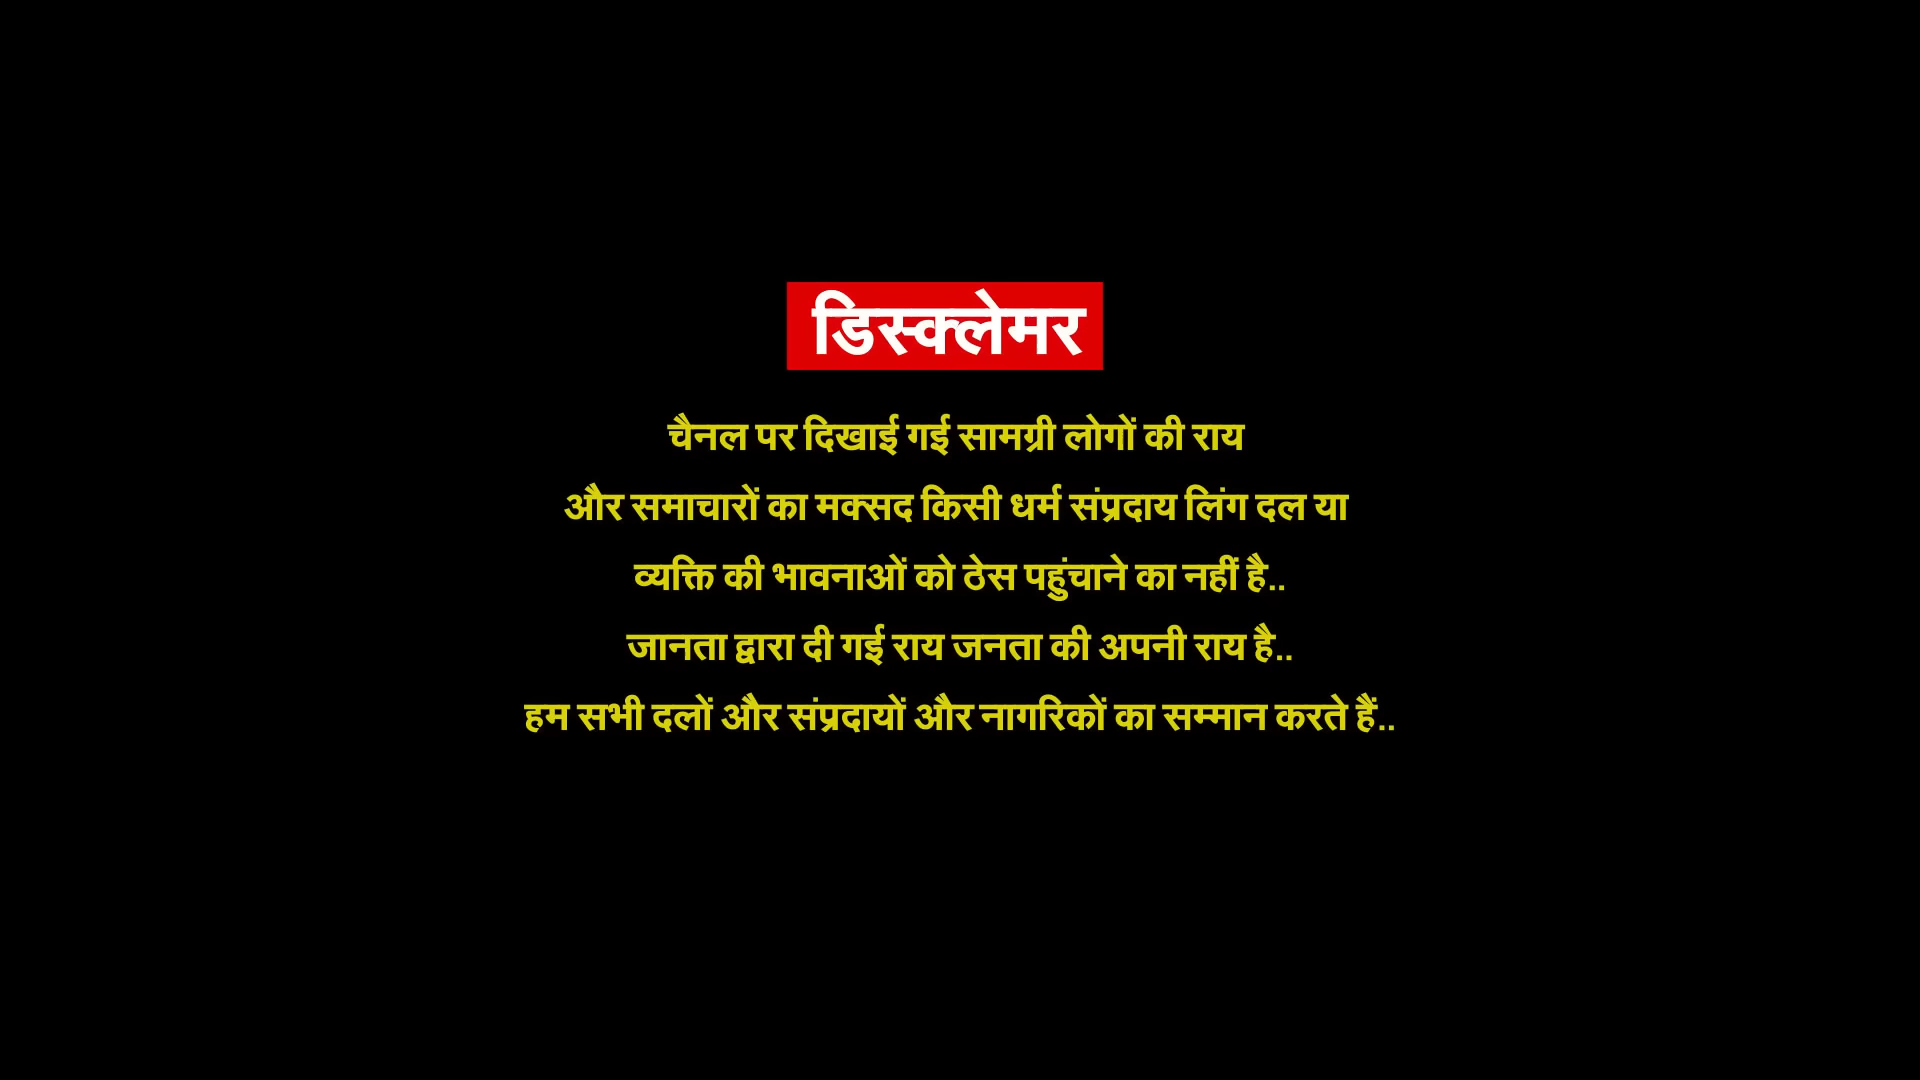 डिस्क्लेमर
चैनल पर दिखाई गई सामग्री लोगों की राय
और समाचारों का मक्सद किसी धर्म संप्रदाय लिंग दल या
व्यक्ति की भावनाओं को ठेस पहुंचाने का नहीं है..
जानता द्वारा दी गई राय जनता की अपनी राय है..
हम सभी दलों और संप्रदायों और नागरिकों का सम्मान करते हैं..